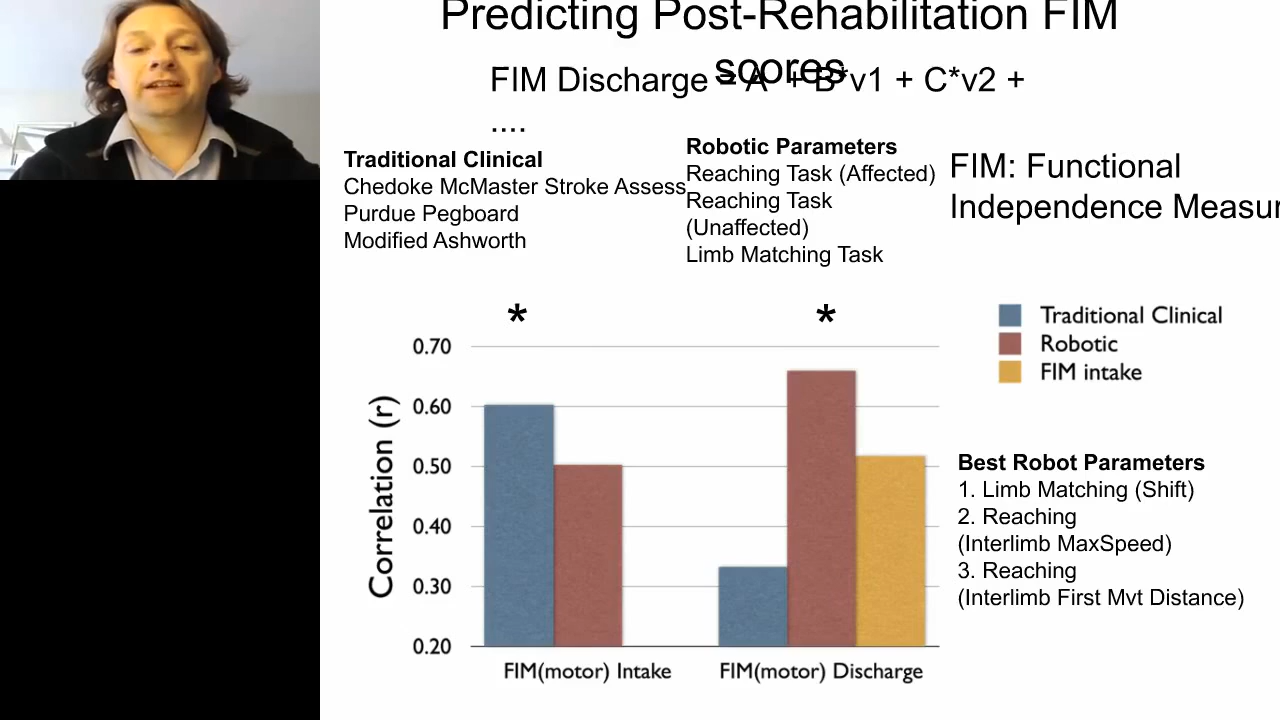 Predicting Post-Rehabilitation FIM
scores
FIM Discharge = A + B*v1 + C*v2 +
....
Traditional Clinical
Chedoke McMaster Stroke Assess
Purdue Pegboard
Modified Ashworth
Robotic Parameters
Reaching Task (Affected)
Reaching Task
(Unaffected)
Limb Matching Task
FIM: Functional
Independence Measur
* *
Traditional Clinical
Robotic
FIM intake
Correlation (r)
0.70
0.60
0.50
0.40
0.30
0.20
FIM(motor) Intake
FIM(motor) Discharge
Best Robot Parameters
1. Limb Matching (Shift)
2. Reaching
(Interlimb MaxSpeed)
3. Reaching
(Interlimb First Mvt Distance)